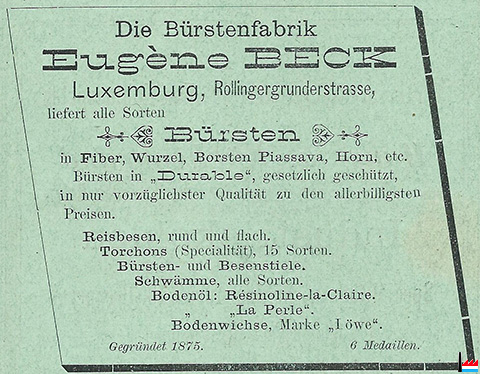 Die Bürstenfabrik
Eugène BECK
Luxemburg, Rollingergrunderstrasse,
liefert alle Sorten
Bürsten
in Fiber, Wurzel, Borsten Piassava, Horn, etc.
Bürsten in „Durable“, gesetzlich geschützt,
in nur vorzüglichster Qualität zu den allerbilligsten
Preisen.
Reisbesen, rund und flach.
Torchons (Specialität), 15 Sorten.
Bürsten- und Besenstiele.
Schwämme, alle Sorten.
Bodenöl: Résinoline-la-Claire.
„ „La Perle“.
Bodenwichse, Marke „Löwe“.
Gegründet 1875. 6 Medaillen.